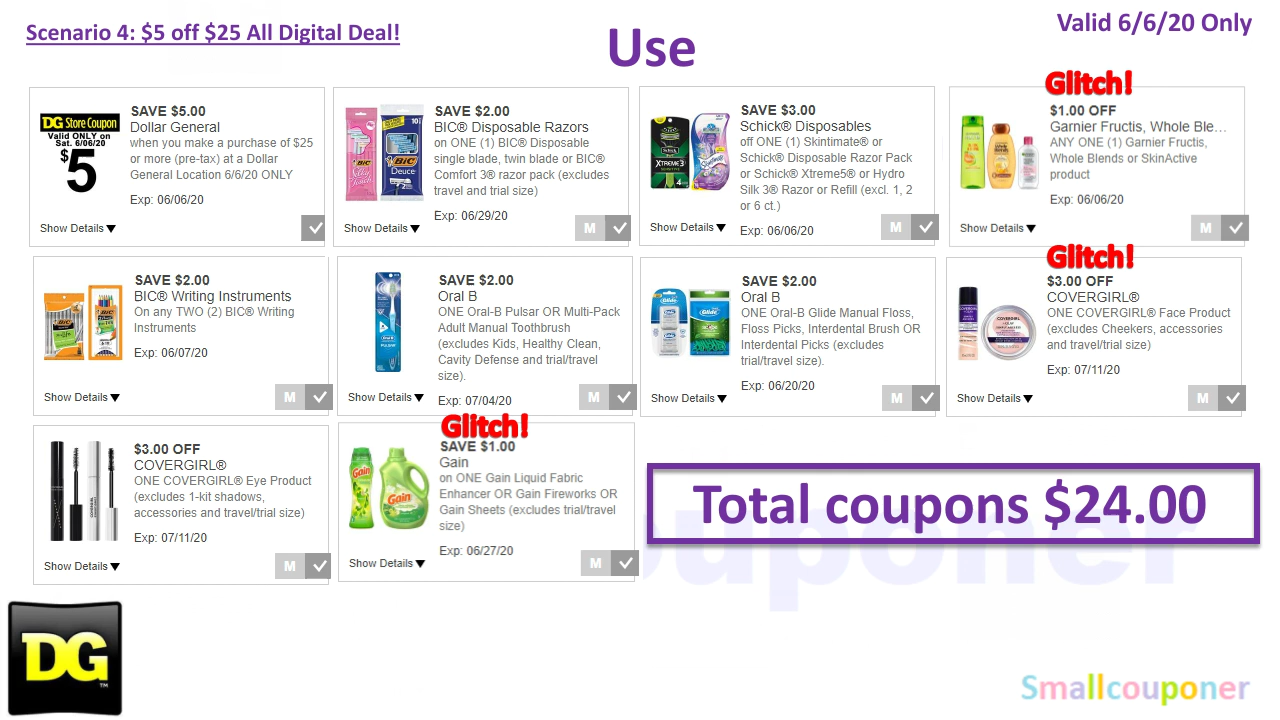 Scenario 4: $5 off $25 All Digital Deal!
Use
Valid 6/6/20 Only
DG Store Coupon
Valid ONLY on
Sat. 6/06/20
$5
SAVE $5.00
Dollar General
when you make a purchase of $25
or more (pre-tax) at a Dollar
General Location 6/6/20 ONLY
Exp: 06/06/20
Show Details ▼
SAVE $2.00
BIC® Disposable Razors
on ONE (1) BIC® Disposable
single blade, twin blade or BIC®
Comfort 3® razor peck (excludes
travel and trial size)
Exp: 06/29/20
Show Details ▼
M
SAVE $3.00
Schick® Disposables
off ONE (1) Skintimate® or
Schick® Disposable Razor Pack
or Schick® Xtreme5® or Hydro
Silk 3® Razor or Refill (excl. 1, 2
or 6 ct.)
Exp: 06/06/20
Show Details ▼
M
Glitch!
$1.00 OFF
Garnier Fructis, Whole Ble…
ANY ONE (1) Garnier Fructis,
Whole Blends or SkinActive
product
Exp: 06/06/20
Show Details ▼
M
SAVE $2.00
BIC® Writing Instruments
On any TWO (2) BIC® Writing
Instruments
Exp: 06/07/20
Show Details ▼
M
SAVE $2.00
Oral B
ONE Oral-B Pulsar OR Multi-Pack
Adult Manual Toothbrush
(excludes Kids, Healthy Clean,
Cavity Defense and trial/travel
size).
Exp: 07/04/20
Show Details ▼
M
SAVE $2.00
Oral B
ONE Oral-B Glide Manual Floss,
Floss Picks, Interdental Brush OR
Interdental Picks (excludes
trial/travel size).
Exp: 06/20/20
Show Details ▼
M
Glitch!
$3.00 OFF
COVERGIRL®
ONE COVERGIRL® Face Product
(excludes Cheekers, accessories
and travel/trial size)
Exp: 07/11/20
Show Details ▼
M
$3.00 OFF
COVERGIRL®
ONE COVERGIRL® Eye Product
(excludes 1-kit shadows,
accessories and travel/trial size)
Exp: 07/11/20
Show Details ▼
M
Glitch!
SAVE $1.00
Gain
on ONE Gain Liquid Fabric
Enhancer OR Gain Fireworks OR
Gain Sheets (excludes trial/travel
size)
Exp: 06/27/20
Show Details ▼
M
Total coupons $24.00
DG
Smallcouponer